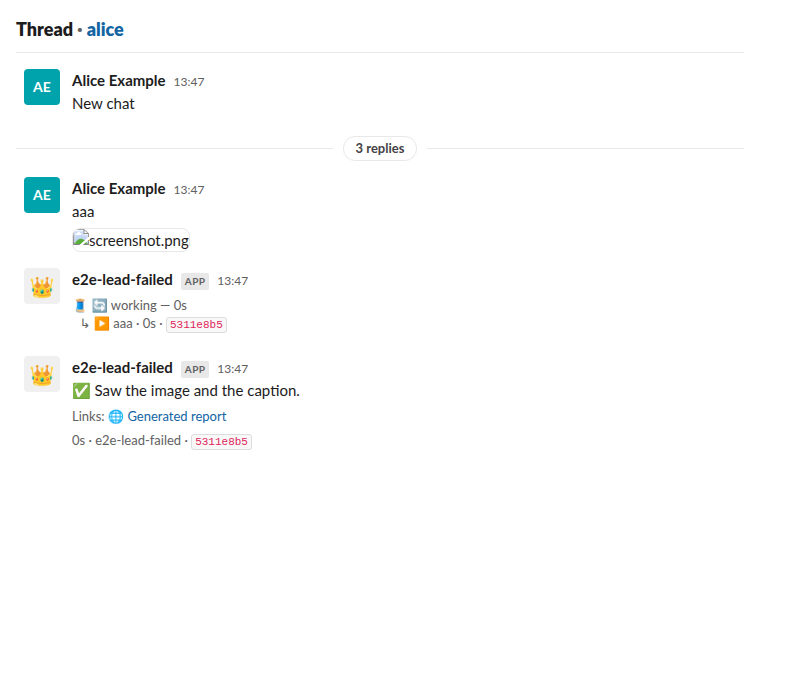 Thread • alice
AE
Alice Example 13:47
New chat
3 replies
AE
Alice Example 13:47
aaa
screenshot.png
e2e-lead-failed APP 13:47
🧵 🔄 working — 0s
↳ ▶️ aaa · 0s · 5311e8b5
e2e-lead-failed APP 13:47
✅ Saw the image and the caption.
Links: 🌐 Generated report
0s · e2e-lead-failed · 5311e8b5